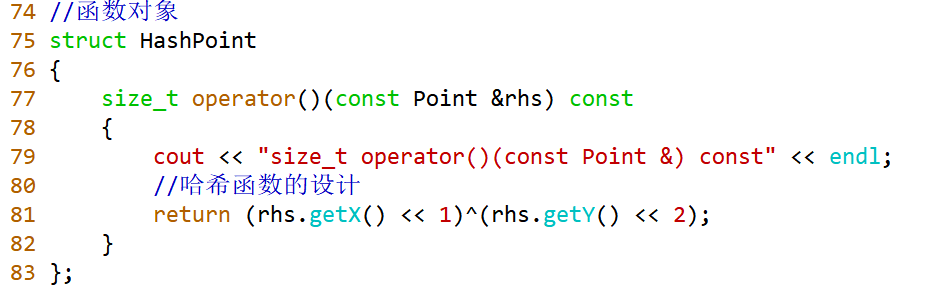 74 //函数对象
75 struct HashPoint
76 {
77     size_t operator()(const Point &rhs) const
78     {
79         cout << "size_t operator()(const Point &) const" << endl;
80         //哈希函数的设计
81         return (rhs.getX() << 1)^(rhs.getY() << 2);
82     }
83 };